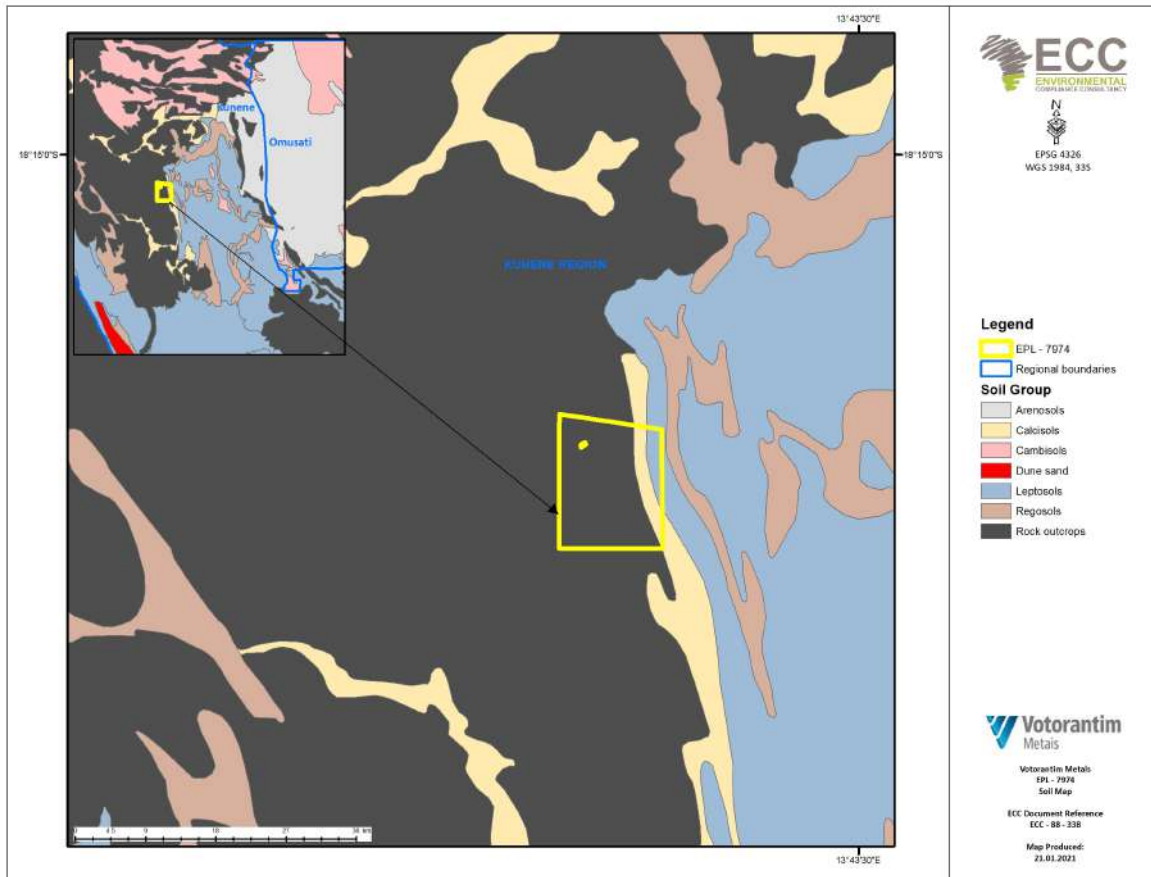 13°43'30"E
18°15'0"S
18°15'0"S
Kunene
Omusati
KUNENE REGION
13°43'30"E
ECC
ENVIRONMENTAL
COMPLIANCE CONSULTANCY
N
EPSG 4326
WGS 1984, 33S
Legend
EPL - 7974
Regional boundaries
Soil Group
Arenosols
Calcisols
Cambisols
Dune sand
Leptosols
Regosols
Rock outcrops
Votorantim
Metais
Votorantim Metals
EPL - 7974
Soil Map
ECC Document Reference
ECC - 88 - 338
Map Produced:
21.01.2021